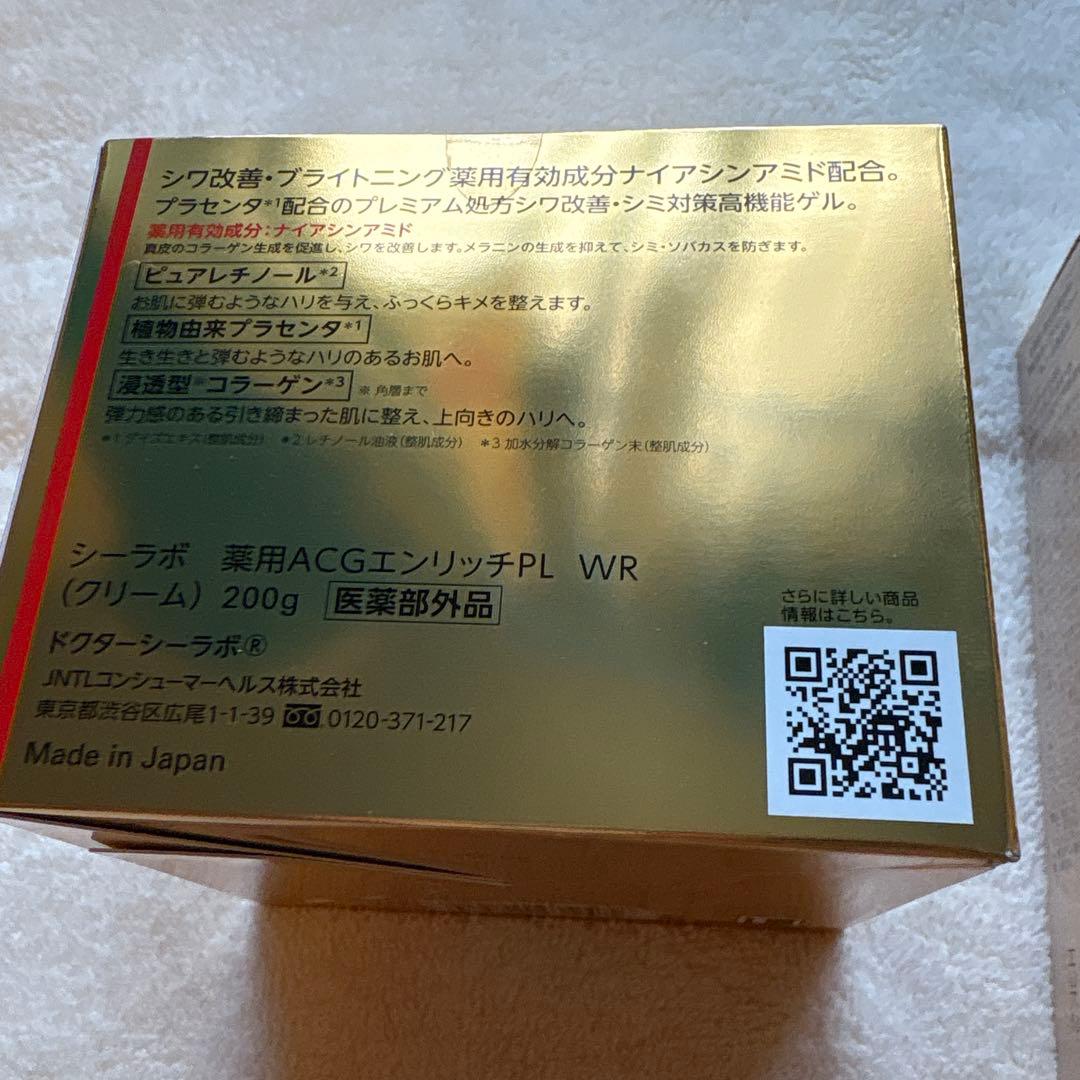 シワ改善・ブライトニング薬用有効成分ナイアシンアミド配合。
プラセンタ*1配合のプレミアム処方シワ改善・シミ対策高機能ゲル。
薬用有効成分：ナイアシンアミド
真皮のコラーゲン生成を促進し、シワを改善します。メラニンの生成を抑えて、シミ・ソバカスを防ぎます。
ピュアレチノール*2
お肌に弾むようなハリを与え、ふっくらキメを整えます。
植物由来プラセンタ*1
生き生きと弾むようなハリのあるお肌へ。
浸透型※コラーゲン*3 ※ 角層まで
弾力感のある引き締まった肌に整え、上向きのハリへ。
*1 ダイズエキス（整肌成分） *2 レチノール油液（整肌成分） *3 加水分解コラーゲン末（整肌成分）
シーラボ 薬用ACGエンリッチPL WR
（クリーム）200g 医薬部外品
さらに詳しい商品
情報はこちら。
ドクターシーラボ®
JNTLコンシューマーヘルス株式会社
東京都渋谷区広尾1-1-39 0120-371-217
Made in Japan